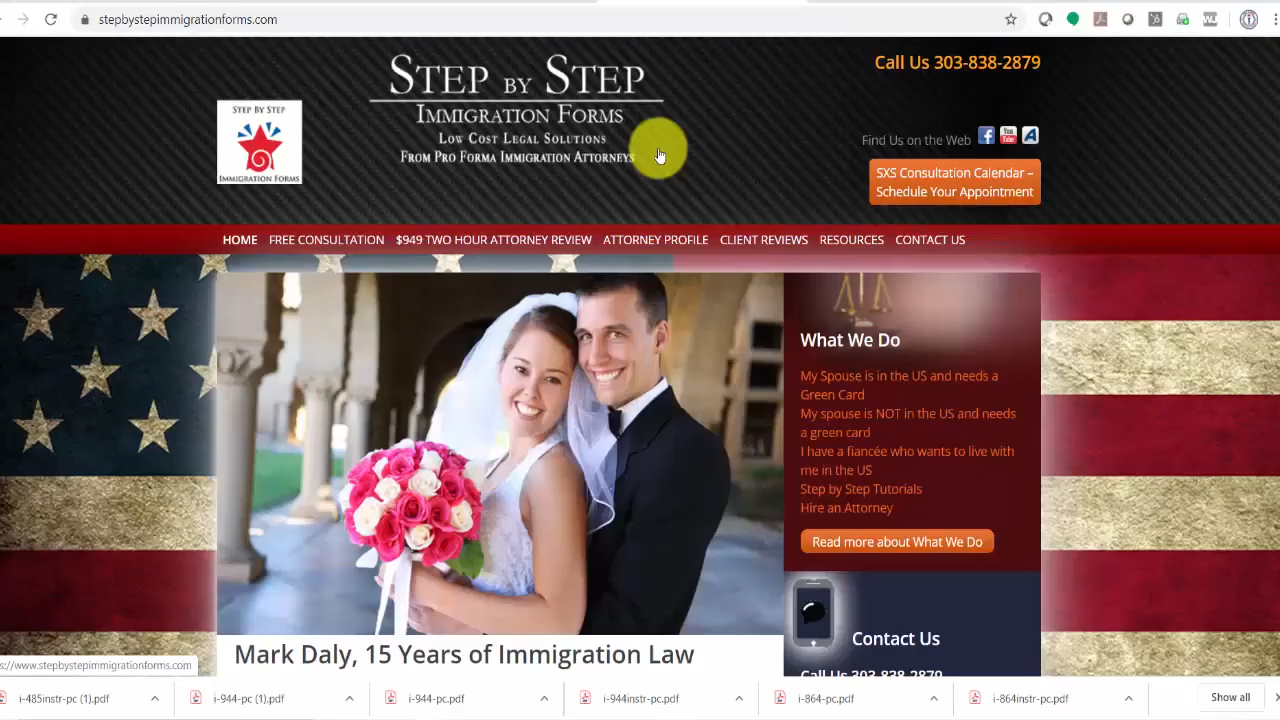 stepbystepimmigrationforms.com
STEP BY STEP
IMMIGRATION FORMS
LOW COST LEGAL SOLUTIONS
FROM PRO FORMA IMMIGRATION ATTORNEYS
STEP BY STEP
IMMIGRATION FORMS
Call Us 303-838-2879
Find Us on the Web
SXS Consultation Calendar –
Schedule Your Appointment
HOME FREE CONSULTATION $949 TWO HOUR ATTORNEY REVIEW ATTORNEY PROFILE CLIENT REVIEWS RESOURCES CONTACT US
What We Do
My Spouse is in the US and needs a
Green Card
My spouse is NOT in the US and needs
a green card
I have a fiancée who wants to live with
me in the US
Step by Step Tutorials
Hire an Attorney
Read more about What We Do
Contact Us
Call Us 303-838-2879
Mark Daly, 15 Years of Immigration Law
s://www.stepbystepimmigrationforms.com
i-485instr-pc (1).pdf
i-944-pc (1).pdf
i-944-pc.pdf
i-944instr-pc.pdf
i-864-pc.pdf
i-864instr-pc.pdf
Show all